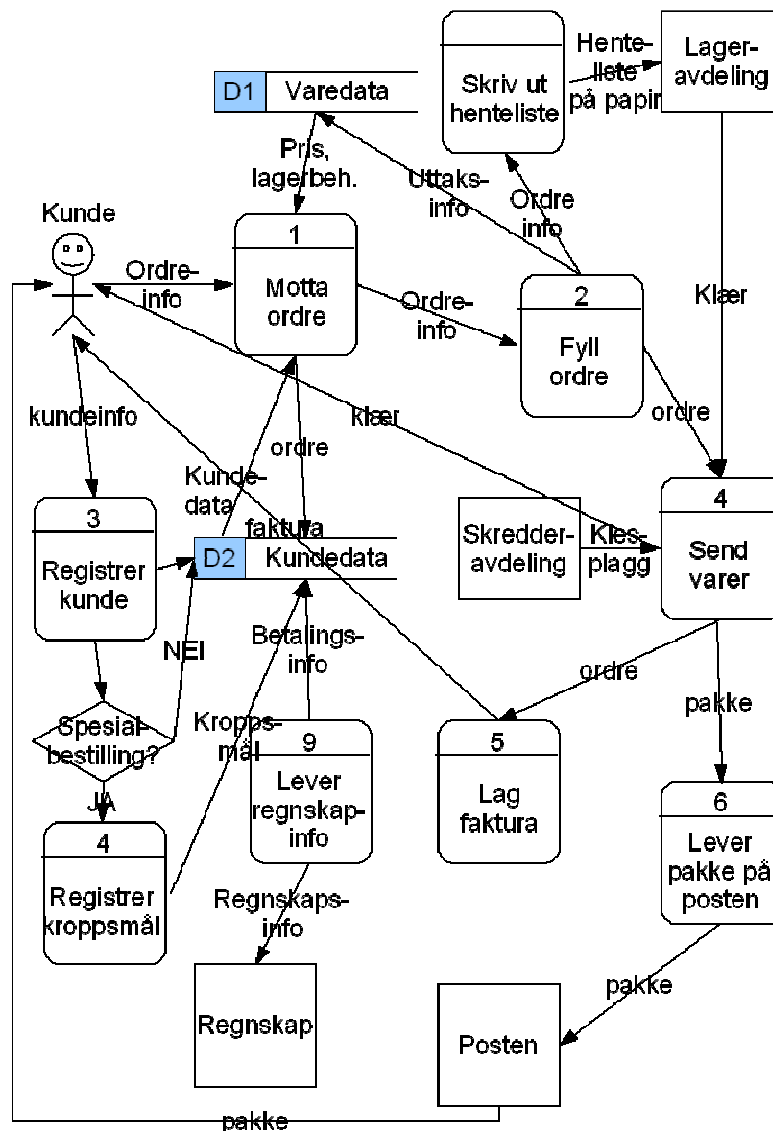 Skriv ut
henteliste
Hente-
liste
på papir
Lager-
avdeling
D1 Varedata
Pris,
lagerbeh.
Uttaks-
info
Ordre
info
Kunde
Ordre-
info
1
Motta
ordre
Ordre-
info
2
Fyll
ordre
Klær
kundeinfo
klær
ordre
ordre
Kunde-
data
faktura
3
Registrer
kunde
D2 Kundedata
Skredder-
avdeling
Kles-
plagg
4
Send
varer
NEI
Betalings-
info
ordre
pakke
Spesial-
bestilling?
Kropps-
mål
9
Lever
regnskap-
info
5
Lag
faktura
6
Lever
pakke på
posten
JA
4
Registrer
kroppsmål
Regnskaps-
info
pakke
Regnskap
Posten
pakke